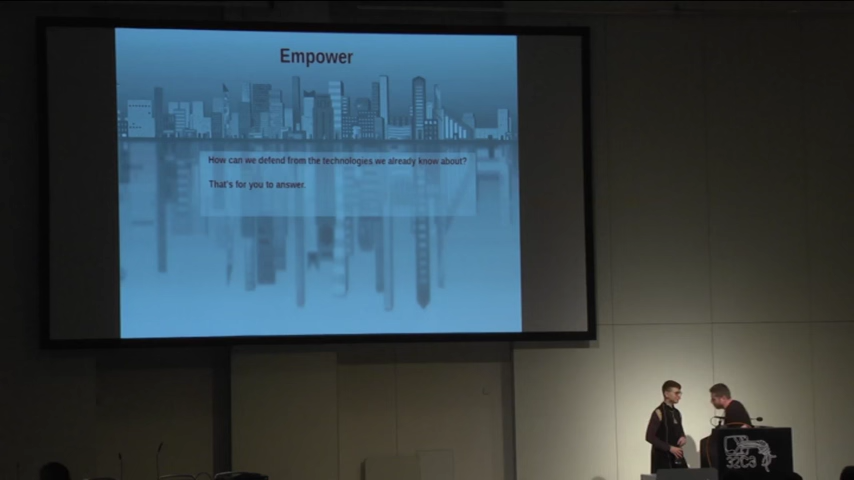 Empower
How can we defend from the technologies we already know about?
That's for you to answer.
32C3